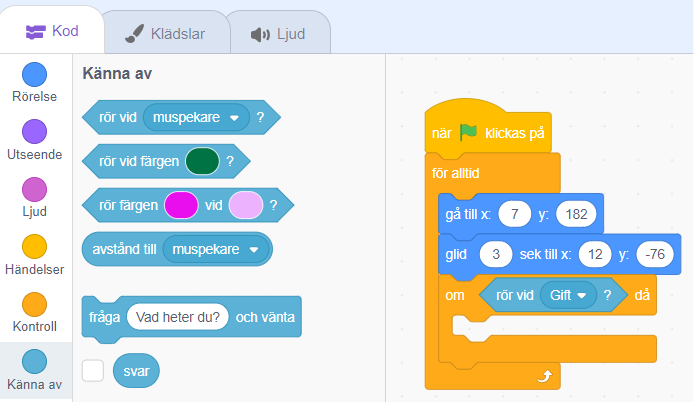 Kod
Klädslar
Ljud
Rörelse
Utseende
Ljud
Händelser
Kontroll
Känna av
Känna av
rör vid muspekare ?
rör vid färgen ?
rör färgen vid ?
avstånd till muspekare
fråga Vad heter du? och vänta
svar
när klickas på
för alltid
gå till x: 7 y: 182
glid 3 sek till x: 12 y: -76
om rör vid Gift ? då